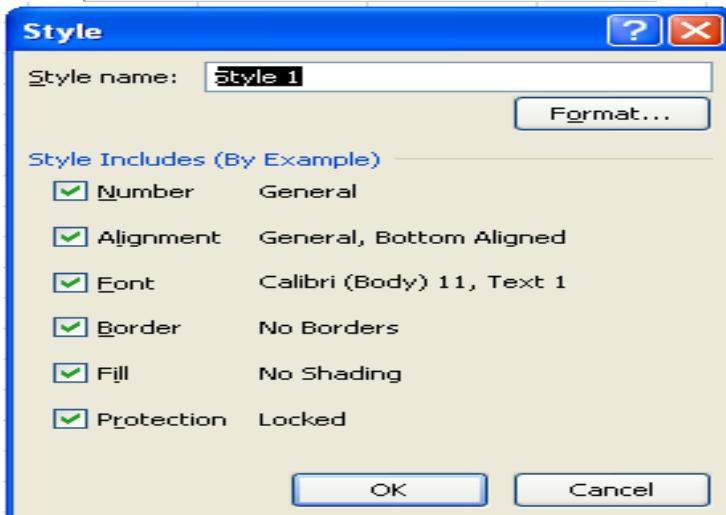 Style
Style name: Style 1
Format...
Style Includes (By Example)
Number General
Alignment General, Bottom Aligned
Font Calibri (Body) 11, Text 1
Border No Borders
Fill No Shading
Protection Locked
OK Cancel